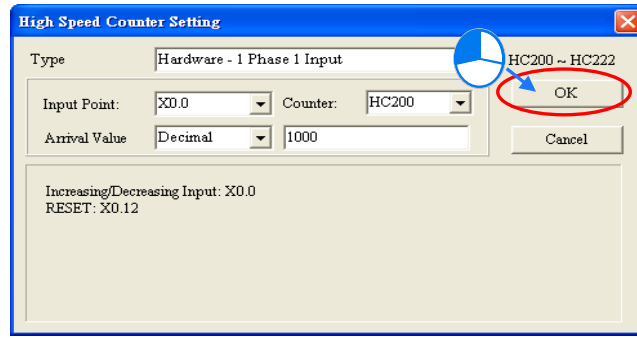 High Speed Counter Setting
Type Hardware - 1 Phase 1 Input HC200 ~ HC222
Input Point: X0.0 Counter: HC200 OK
Arrival Value Decimal 1000 Cancel
Increasing/Decreasing Input: X0.0
RESET: X0.12